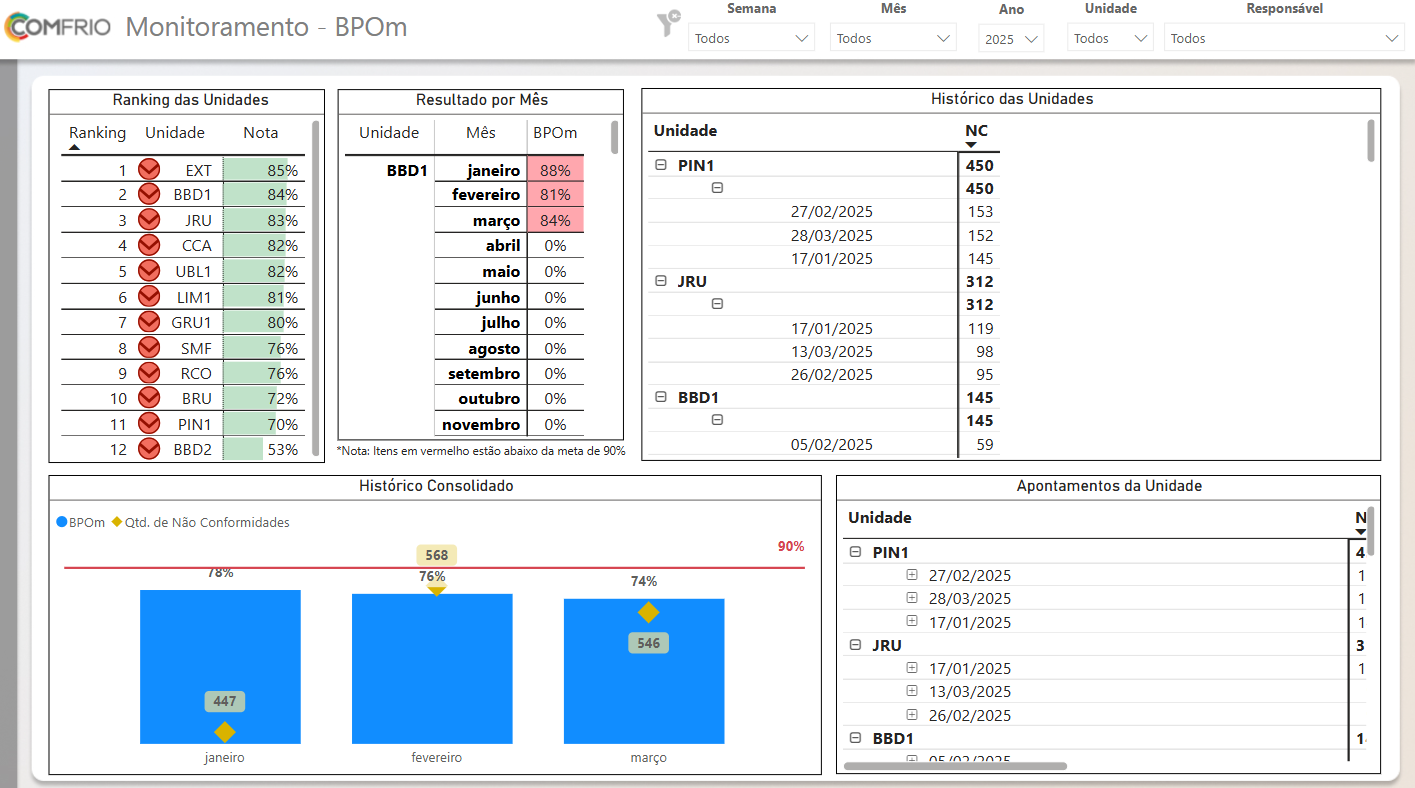 COMFRIO Monitoramento - BPOm
Semana Mês Ano Unidade Responsável
Todos Todos 2025 Todos Todos
Ranking das Unidades
Ranking Unidade Nota
1 EXT 85%
2 BBD1 84%
3 JRU 83%
4 CCA 82%
5 UBL1 82%
6 LIM1 81%
7 GRU1 80%
8 SMF 76%
9 RCO 76%
10 BRU 72%
11 PIN1 70%
12 BBD2 53%
Resultado por Mês
Unidade Mês BPOm
BBD1 janeiro 88%
fevereiro 81%
março 84%
abril 0%
maio 0%
junho 0%
julho 0%
agosto 0%
setembro 0%
outubro 0%
novembro 0%
*Nota: Itens em vermelho estão abaixo da meta de 90%
Histórico das Unidades
Unidade NC
PIN1 450
450
27/02/2025 153
28/03/2025 152
17/01/2025 145
JRU 312
312
17/01/2025 119
13/03/2025 98
26/02/2025 95
BBD1 145
145
05/02/2025 59
Histórico Consolidado
BPOm Qtd. de Não Conformidades
90%
568
78% 76% 74%
546
447
janeiro fevereiro março
Apontamentos da Unidade
Unidade N
PIN1 4
27/02/2025 1
28/03/2025 1
17/01/2025 1
JRU 3
17/01/2025 1
13/03/2025
26/02/2025
BBD1 1
05/02/2025